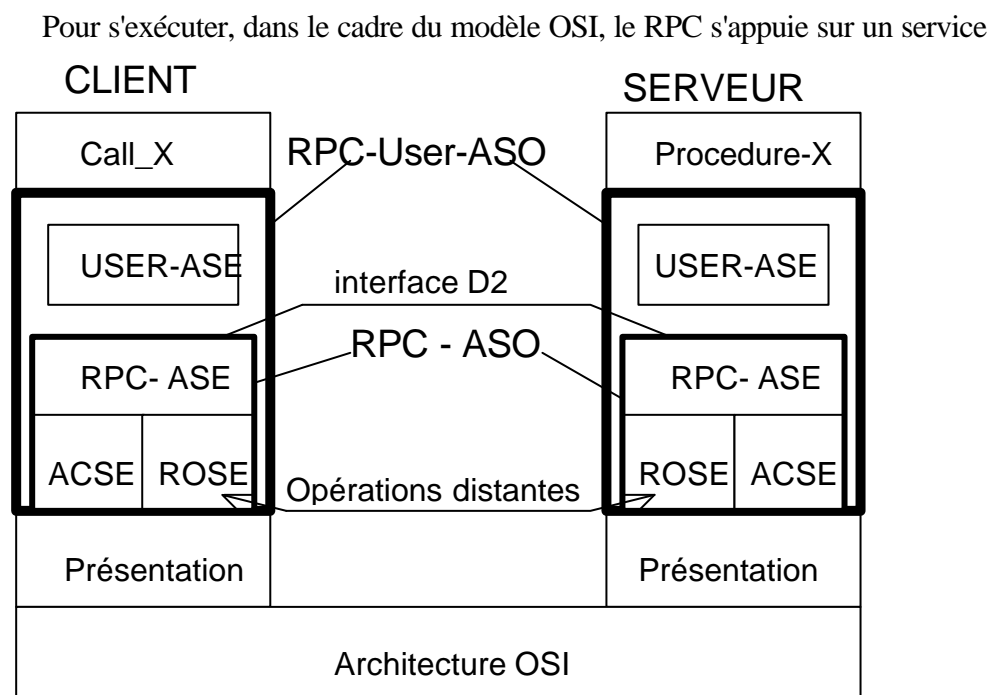 Pour s'exécuter, dans le cadre du modèle OSI, le RPC s'appuie sur un service
CLIENT
SERVEUR
Call_X
RPC-User-ASO
Procedure-X
USER-ASE
USER-ASE
interface D2
RPC - ASO
RPC- ASE
RPC- ASE
ACSE
ROSE
Opérations distantes
ROSE
ACSE
Présentation
Présentation
Architecture OSI